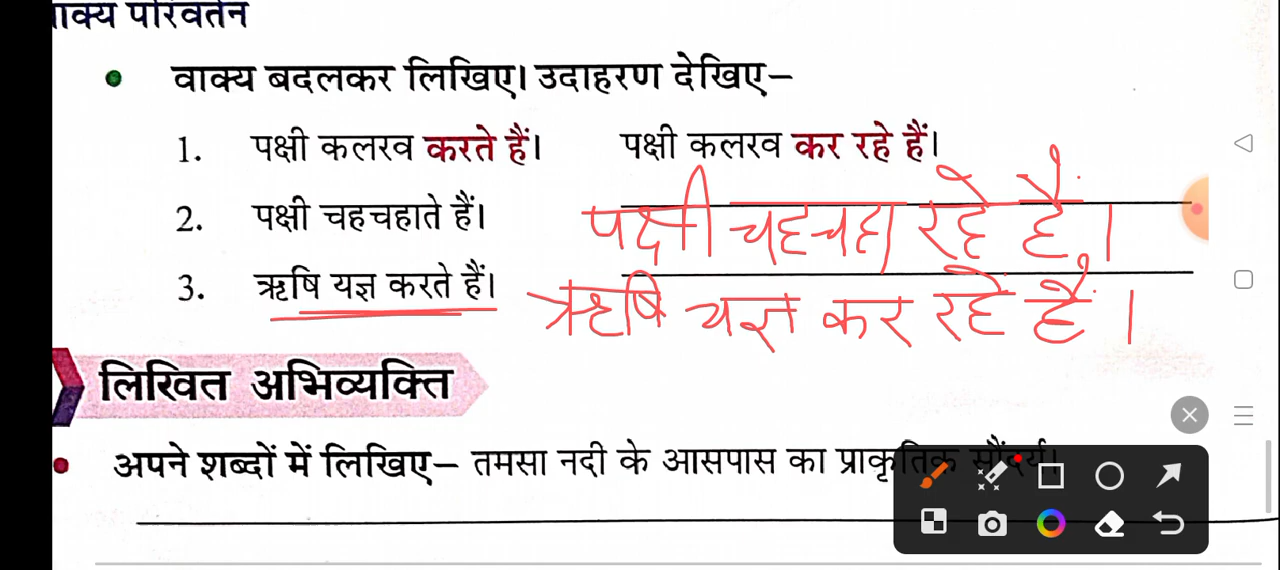 वाक्य परिवर्तन
वाक्य बदलकर लिखिए। उदाहरण देखिए–
1. पक्षी कलरव करते हैं। पक्षी कलरव कर रहे हैं।
2. पक्षी चहचहाते हैं। पक्षी चहचहा रहे हैं।
3. ऋषि यज्ञ करते हैं। ऋषि यज्ञ कर रहे हैं।
लिखित अभिव्यक्ति
अपने शब्दों में लिखिए– तमसा नदी के आसपास का प्राकृतिक सौंदर्य।